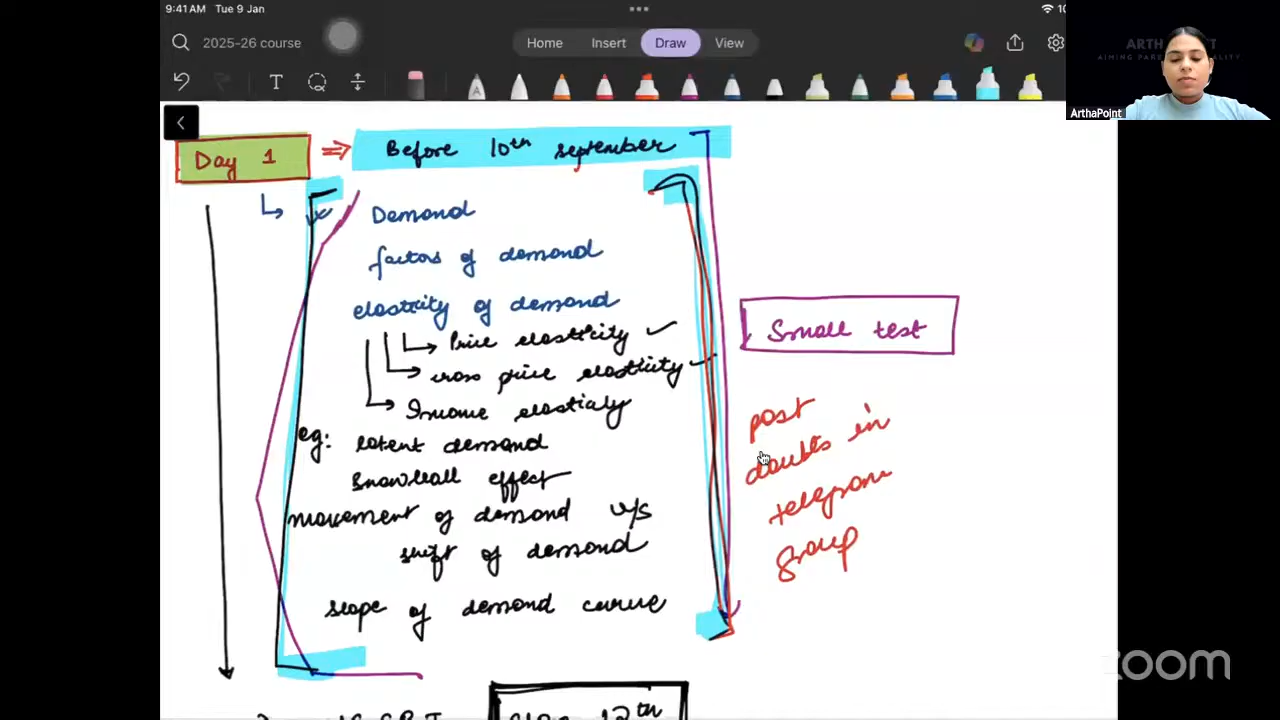 9:41 AM Tue 9 Jan
2025-26 course
Home Insert Draw View
ARTHAPOINT
ArthaPoint
Day 1 ⇒ Before 10th september
Demand
factors of demand
elasticity of demand
→ Price elasticity ✓
→ cross price elasticity ✓
→ Income elasticity
eg: latent demand
snowball effect
movement of demand v/s
shift of demand
slope of demand curve
Small test
post
doubts in
telegram
group
12th
zoom